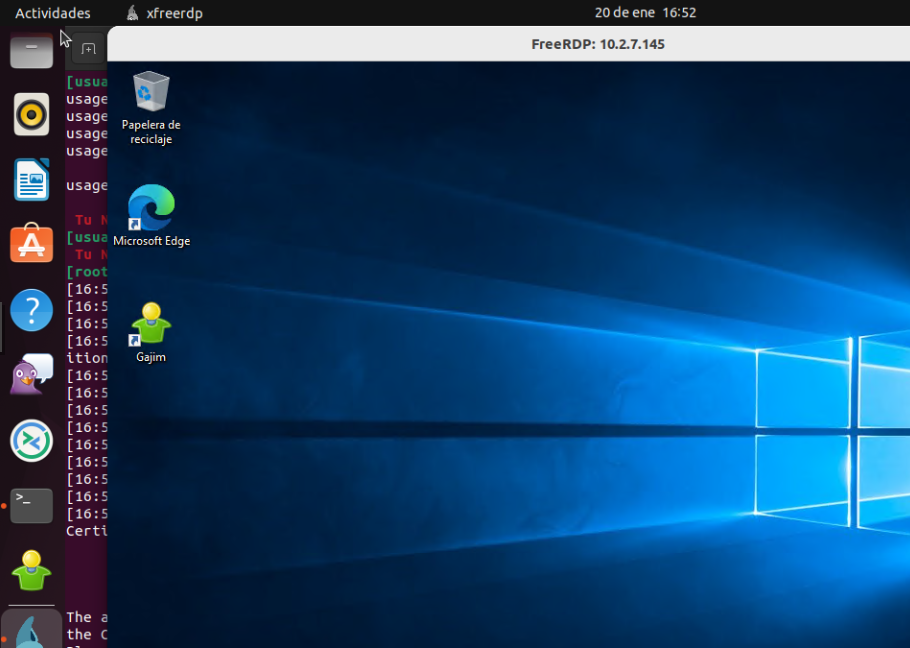 Actividades
xfreerdp
20 de ene 16:52
FreeRDP: 10.2.7.145
[usua
usage
usage
usage
usage
usage
Tu N
[usua
Tu N
[root
[16:5
[16:5
[16:5
[16:5
ition
[16:5
[16:5
[16:5
[16:5
[16:5
[16:5
[16:5
[16:5
[16:5
Certi
The a
the C
Papelera de
reciclaje
Microsoft Edge
Gajim